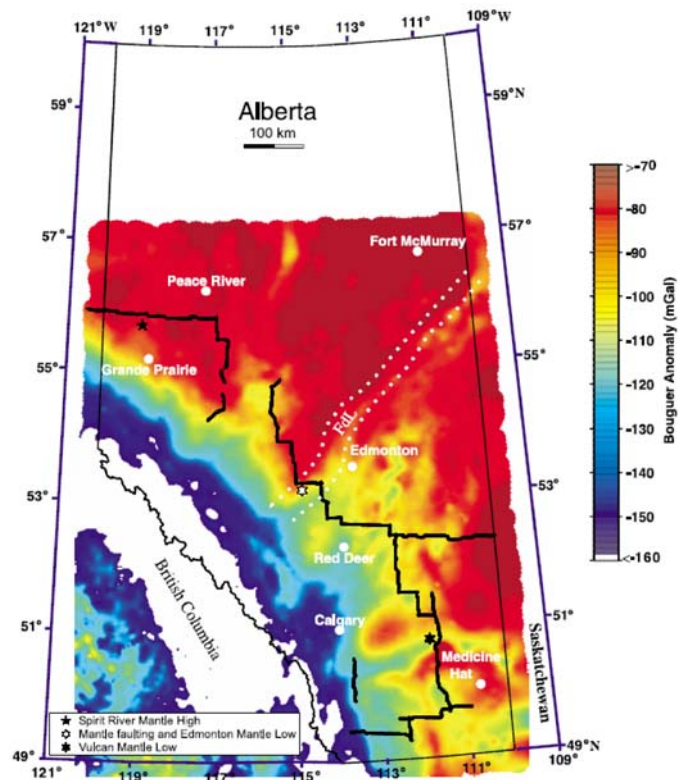 121°W
119°
117°
115°
113°
111°
109°W
59°
59°N
Alberta
100 km
57°
57°
Fort McMurray
Peace River
55°
55°
Grande Prairie
FdL
Edmonton
53°
53°
Red Deer
British Columbia
Calgary
51°
51°
Medicine
Hat
Saskatchewan
★ Spirit River Mantle High
✡ Mantle faulting and Edmonton Mantle Low
✶ Vulcan Mantle Low
49°
49°N
121°
119°
117°
115°
113°
111°
109°
>-70
-80
-90
-100
-110
-120
-130
-140
-150
<-160
Bouguer Anomaly (mGal)